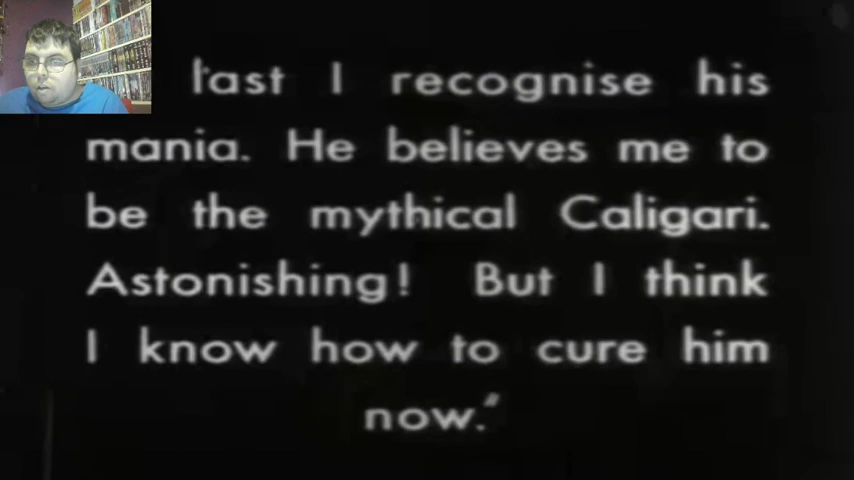 last I recognise his
mania. He believes me to
be the mythical Caligari.
Astonishing! But I think
I know how to cure him
now."